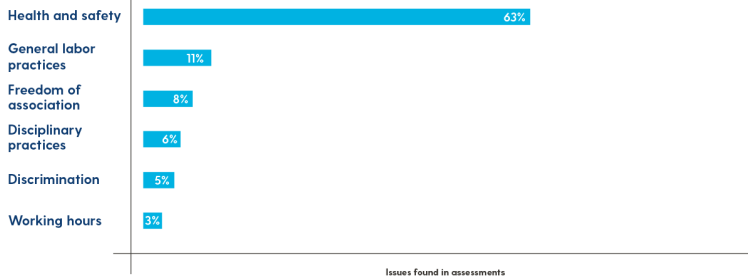 Health and safety
63%
General labor
practices
11%
Freedom of
association
8%
Disciplinary
practices
6%
Discrimination
5%
Working hours
3%
Issues found in assessments